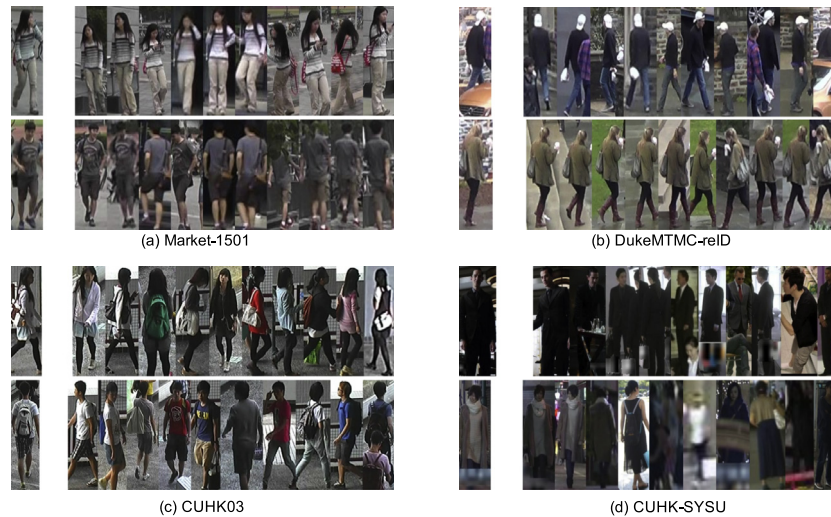 (a) Market-1501
(b) DukeMTMC-reID
(c) CUHK03
(d) CUHK-SYSU